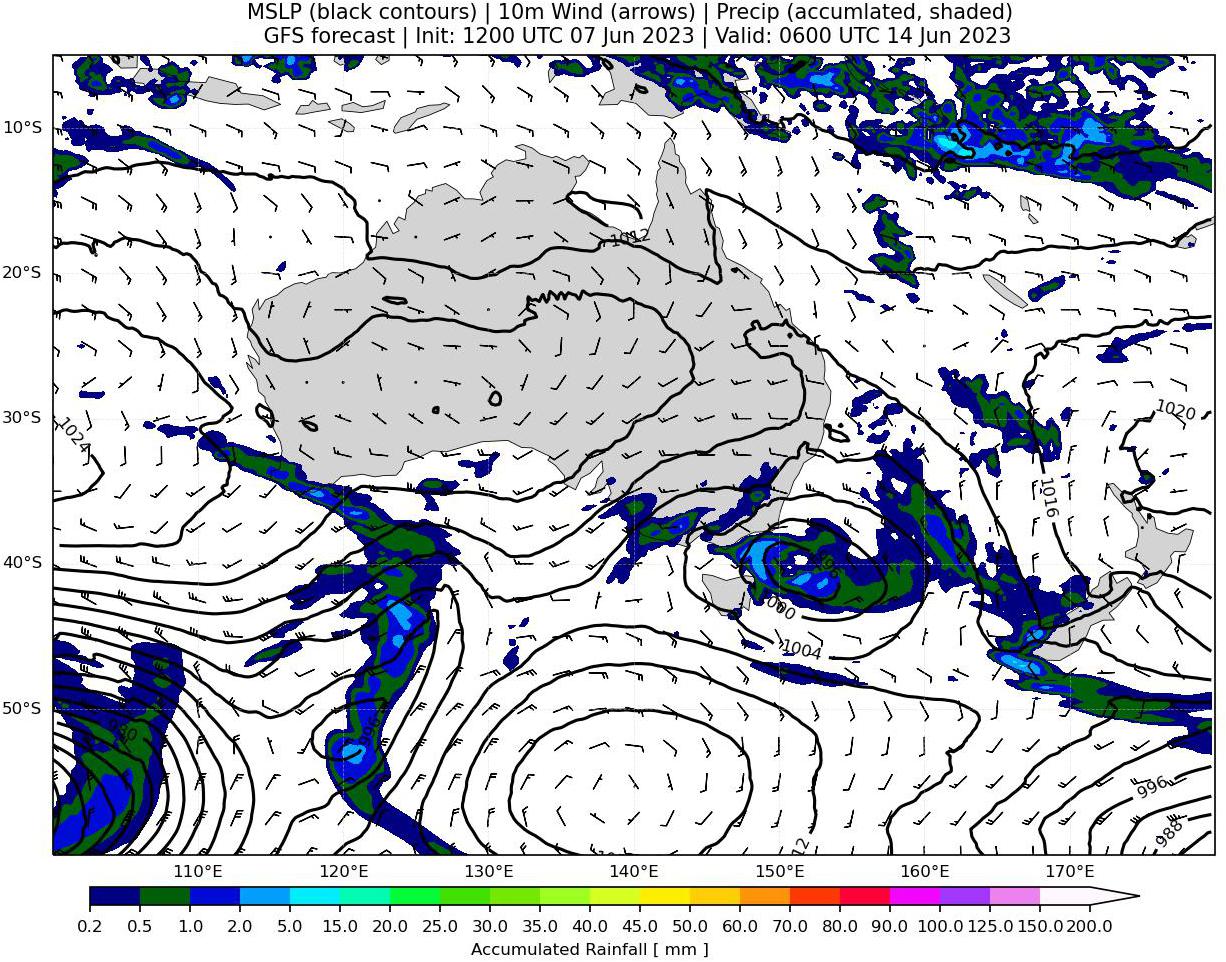 MSLP (black contours) | 10m Wind (arrows) | Precip (accumlated, shaded)
GFS forecast | Init: 1200 UTC 07 Jun 2023 | Valid: 0600 UTC 14 Jun 2023
10°S
1012
20°S
30°S
1020
1024
1016
40°S
1004
50°S
996
996
988
110°E 120°E 130°E 140°E 150°E 160°E 170°E
0.2 0.5 1.0 2.0 5.0 10.0 15.0 20.0 25.0 30.0 35.0 40.0 45.0 50.0 60.0 70.0 80.0 90.0 100.0 125.0 150.0 200.0
Accumulated Rainfall [ mm ]